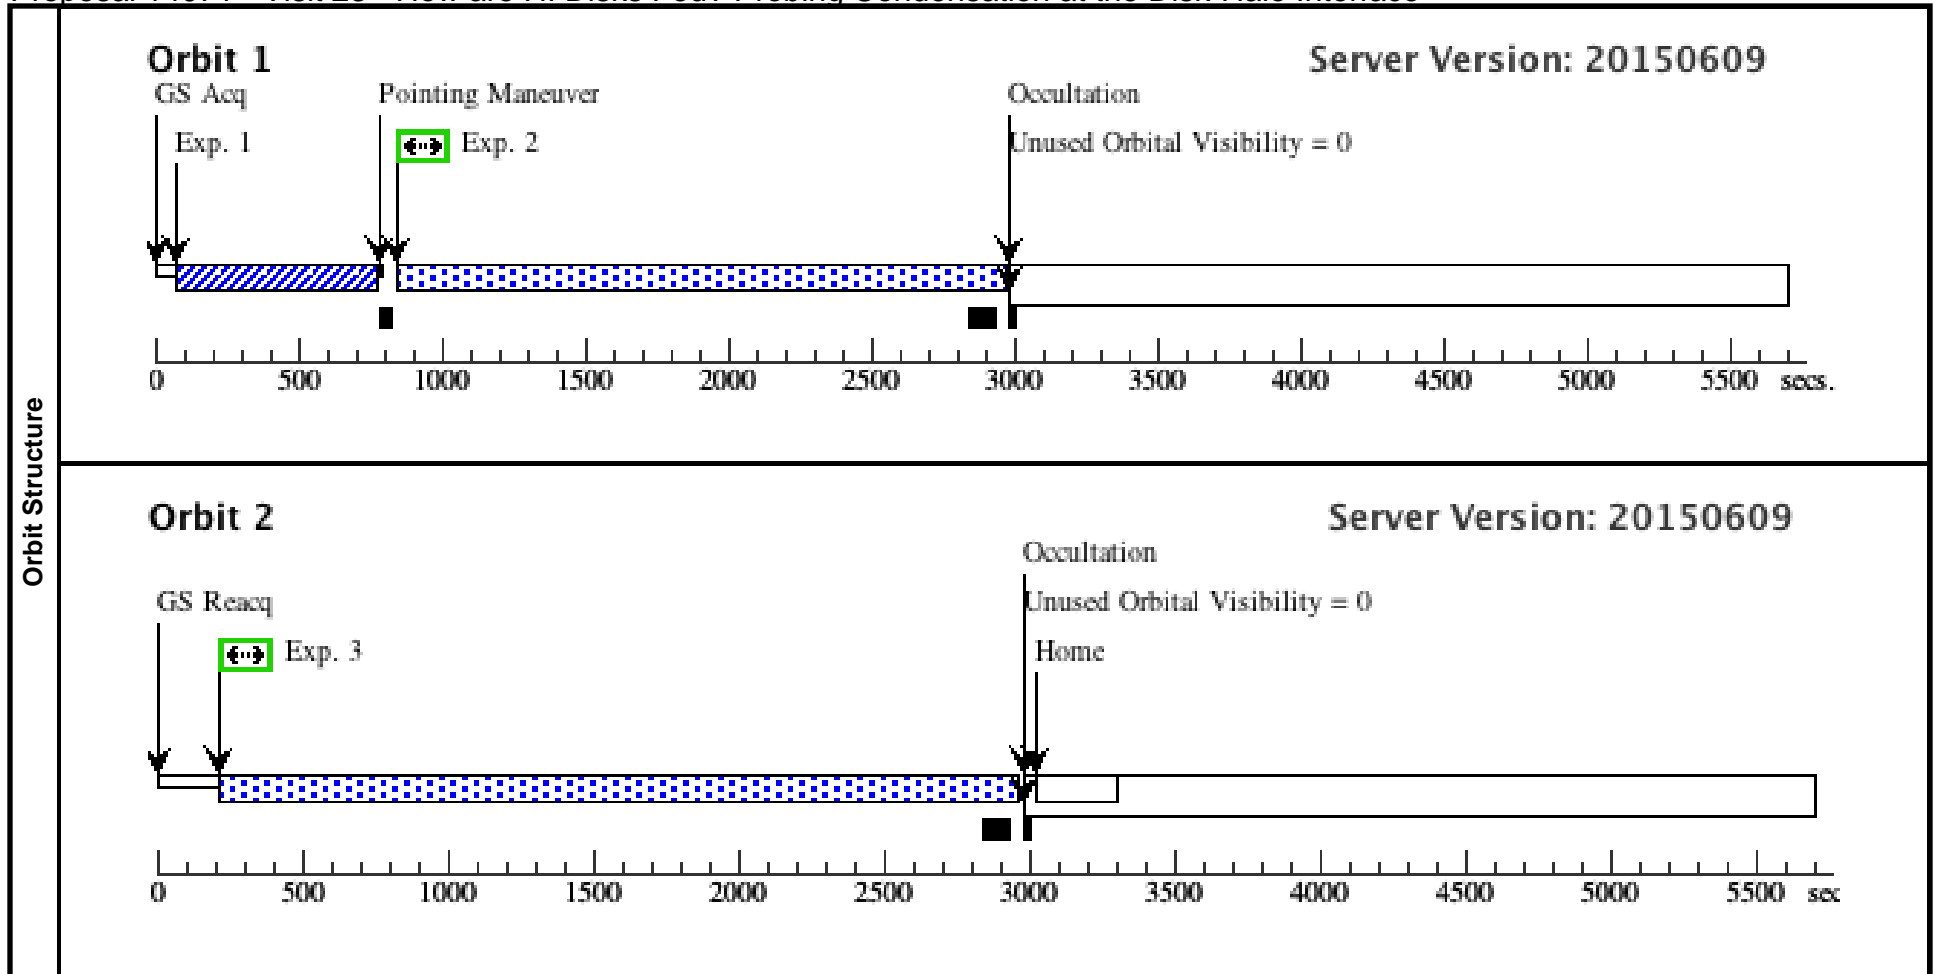 Orbit Structure
Orbit 1
Server Version: 20150609
GS Acq
Pointing Maneuver
Occultation
Exp. 1
Exp. 2
Unused Orbital Visibility = 0
0 500 1000 1500 2000 2500 3000 3500 4000 4500 5000 5500 secs.
Orbit 2
Server Version: 20150609
Occultation
GS Reacq
Unused Orbital Visibility = 0
Exp. 3
Home
0 500 1000 1500 2000 2500 3000 3500 4000 4500 5000 5500 sec